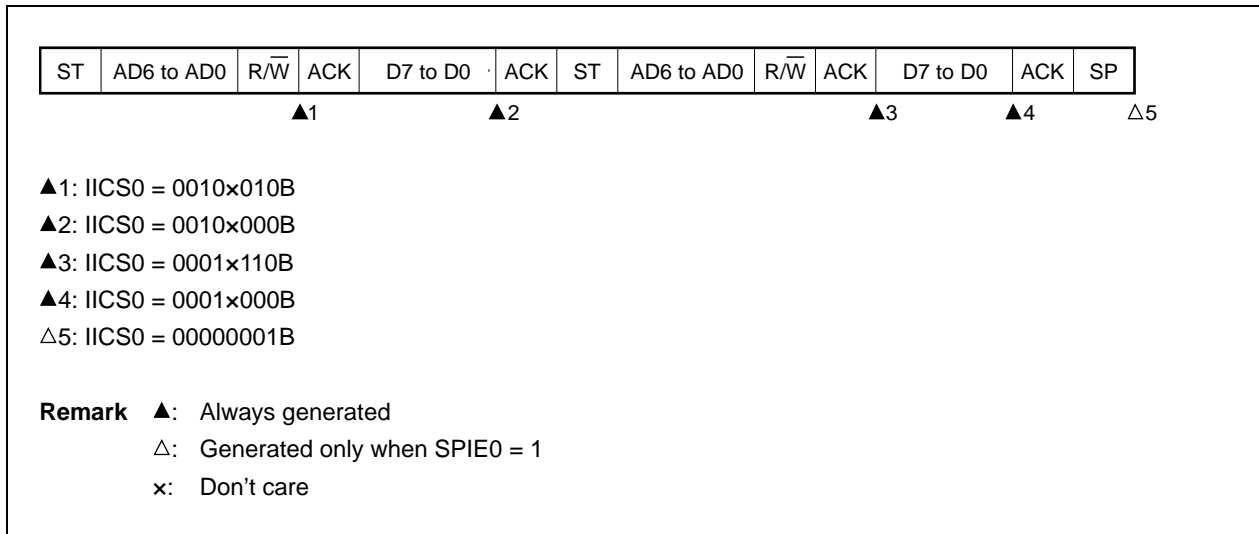 ST AD6 to AD0 R/W̅ ACK D7 to D0 ACK ST AD6 to AD0 R/W̅ ACK D7 to D0 ACK SP
▲1 ▲2 ▲3 ▲4 △5
▲1: IICS0 = 0010×010B
▲2: IICS0 = 0010×000B
▲3: IICS0 = 0001×110B
▲4: IICS0 = 0001×000B
△5: IICS0 = 00000001B
Remark ▲: Always generated
△: Generated only when SPIE0 = 1
×: Don't care